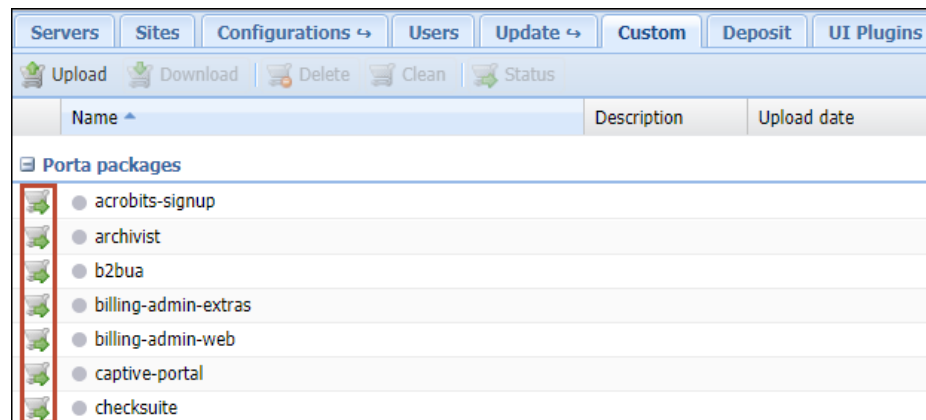 Servers Sites Configurations ↪ Users Update ↪ Custom Deposit UI Plugins
Upload Download Delete Clean Status
Name Description Upload date
Porta packages
acrobits-signup
archivist
b2bua
billing-admin-extras
billing-admin-web
captive-portal
checksuite